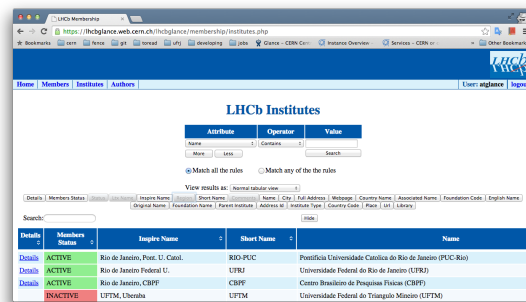 LHCb Membership
https://lhcbglance.web.cern.ch/lhcbglance/membership/institutes.php
Bookmarks cern fence git toread ufrj developing jobs Glance - CERN Instance Overview Services - CERN Other Bookmarks
LHCb
Home Members Institutes Authors User: atglance logou
LHCb Institutes
Attribute Operator Value
Name Contains
More Less Search
Match all the rules Match any of the the rules
View results as: Normal tabular view
Details Members Status Status Inspire Name Short Name Name City Full Address Webpage Country Name Associated Name Foundation Code English Name
Original Name Foundation Name Parent Institute Address Id Institute Type Country Code Place Url Library
Search: Hide
Details Members Status Inspire Name Short Name Name
Details ACTIVE Rio de Janeiro, Pont. U. Catol. RIO-PUC Pontificia Universidade Catolica do Rio de Janeiro (PUC-Rio)
Details ACTIVE Rio de Janeiro Federal U. UFRJ Universidade Federal do Rio de Janeiro (UFRJ)
Details ACTIVE Rio de Janeiro, CBPF CBPF Centro Brasileiro de Pesquisas Fisicas (CBPF)
INACTIVE UFTM, Uberaba UFTM Universidade Federal do Triangulo Mineiro (UFTM)